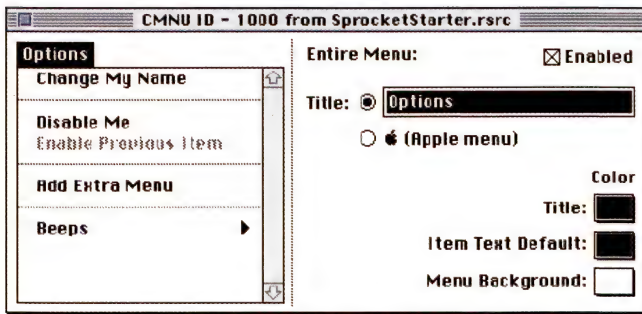 CMNU ID = 1000 from SprocketStarter.rsrc
Options
Change My Name
Disable Me
Enable Previous Item
Add Extra Menu
Beeps
Entire Menu:
Enabled
Title:
Options
(Apple menu)
Color
Title:
Item Text Default:
Menu Background: